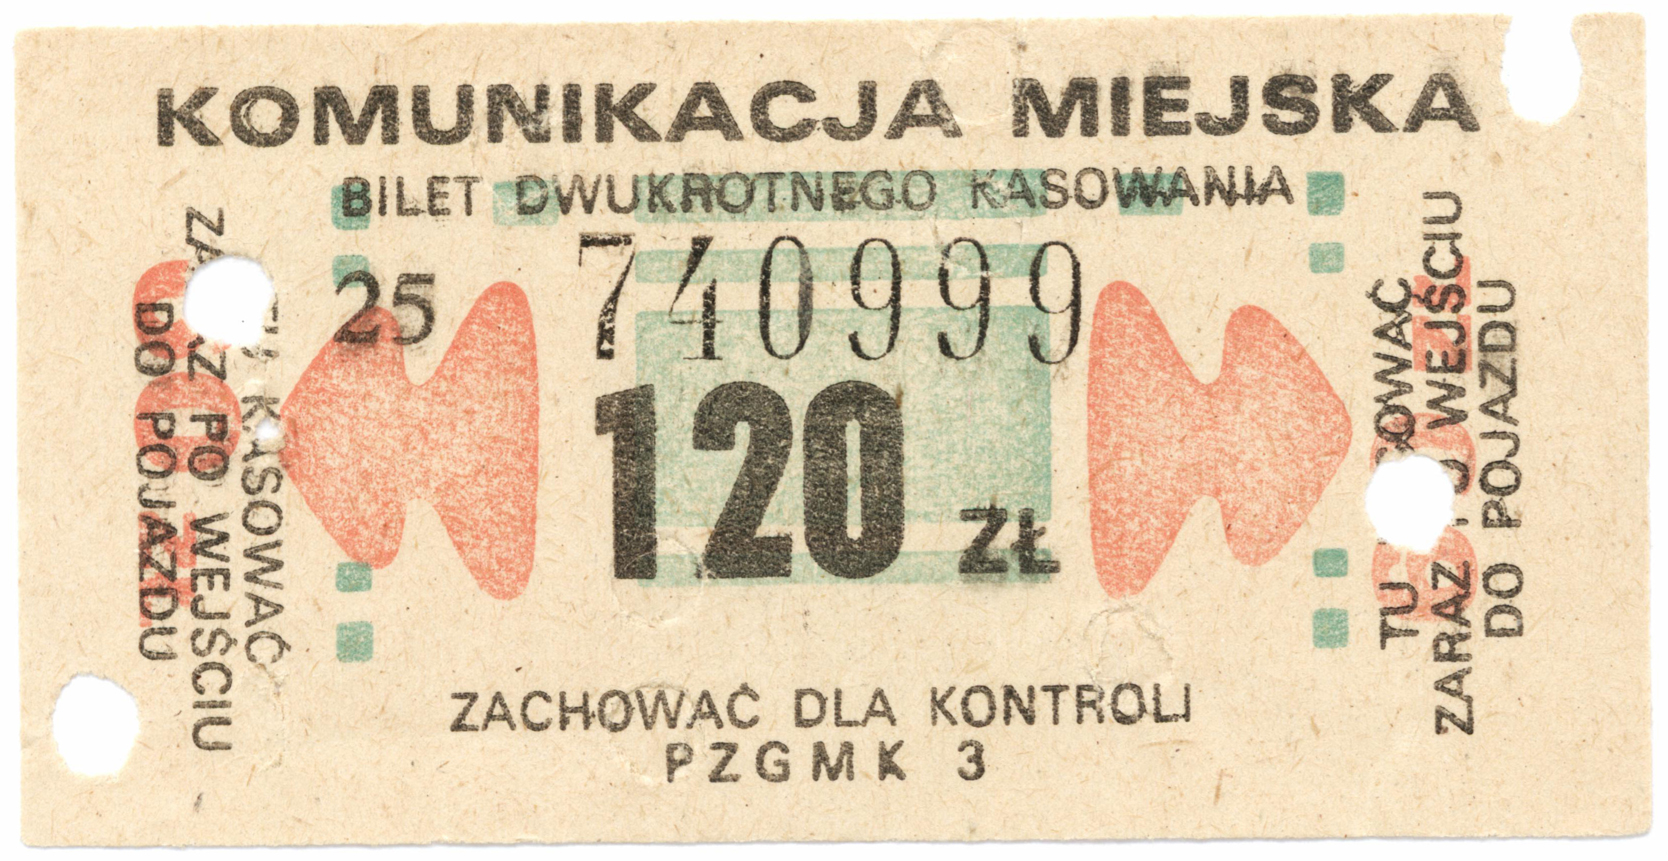 KOMUNIKACJA MIEJSKA
BILET DWUKROTNEGO KASOWANIA
25 740999
120 ZŁ
ZACHOWAĆ DLA KONTROLI
PZGMK 3
KASOWAĆ
PO WEJŚCIU
DO POJAZDU
TU
ZARAZ WEJŚCIU
DO POJAZDU